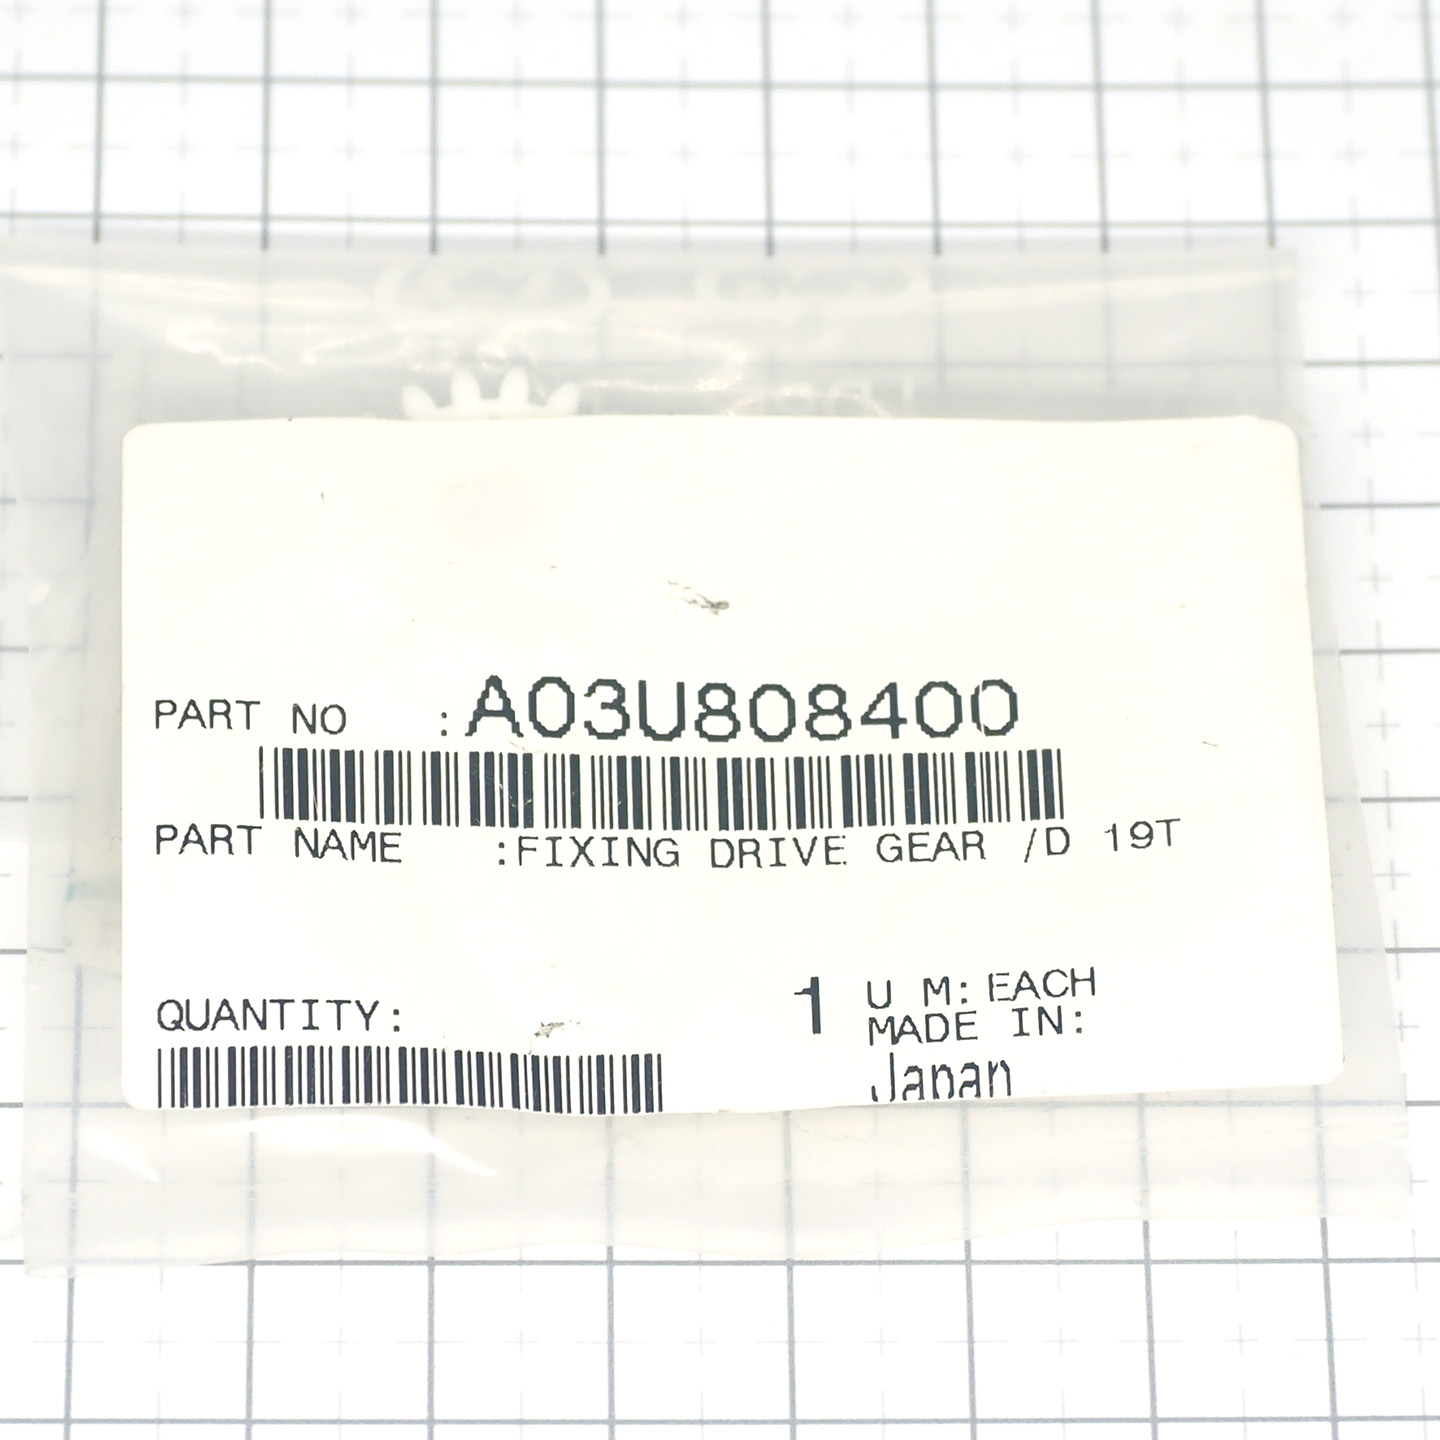 PART NO :A03U808400
PART NAME :FIXING DRIVE GEAR /D 19T
QUANTITY: 1 U M: EACH
MADE IN:
Japan